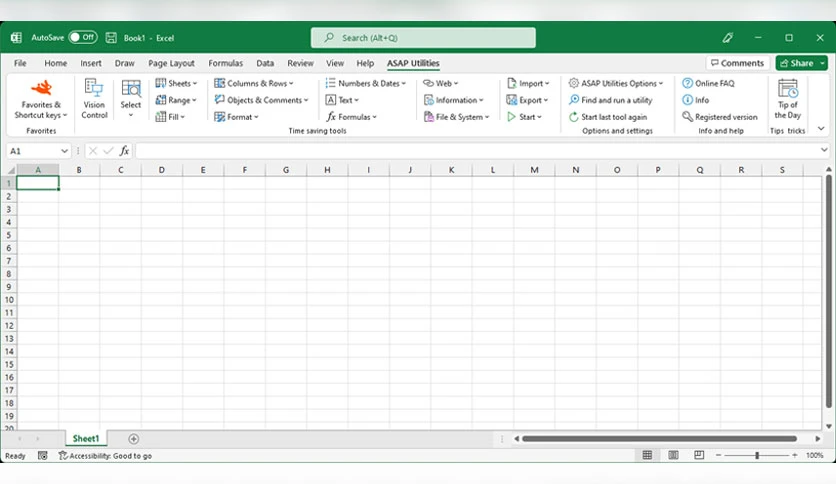 AutoSave Off Book1 - Excel Search (Alt+Q)
File Home Insert Draw Page Layout Formulas Data Review View Help ASAP Utilities Comments Share
Favorites & Shortcut keys
Vision Control
Select
Sheets
Range
Fill
Columns & Rows
Objects & Comments
Format
Numbers & Dates
Text
fx Formulas
Web
Information
File & System
Import
Export
Start
ASAP Utilities Options
Find and run a utility
Start last tool again
Online FAQ
Info
Registered version
Tip of the Day
Favorites Time saving tools Options and settings Info and help Tips tricks
A1 fx
A B C D E F G H I J K L M N O P Q R S
1
2
3
4
5
6
7
8
9
10
11
12
13
14
15
16
17
18
19
20
Sheet1
Ready Accessibility: Good to go 100%